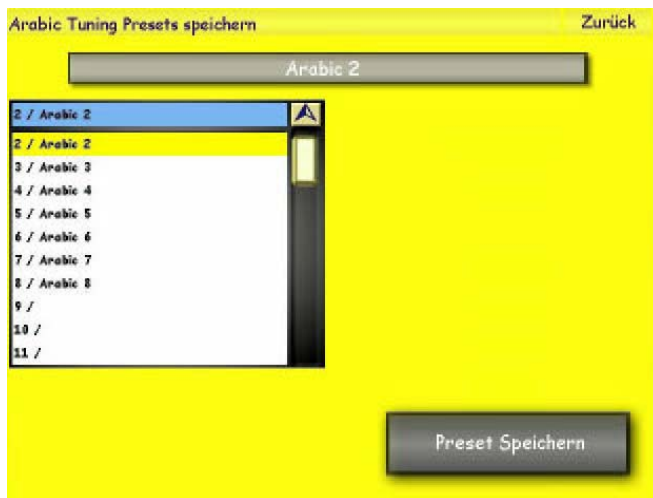 Arabic Tuning Presets speichern
Zurück
Arabic 2
2 / Arabic 2
2 / Arabic 2
3 / Arabic 3
4 / Arabic 4
5 / Arabic 5
6 / Arabic 6
7 / Arabic 7
8 / Arabic 8
9 /
10 /
11 /
Preset Speichern